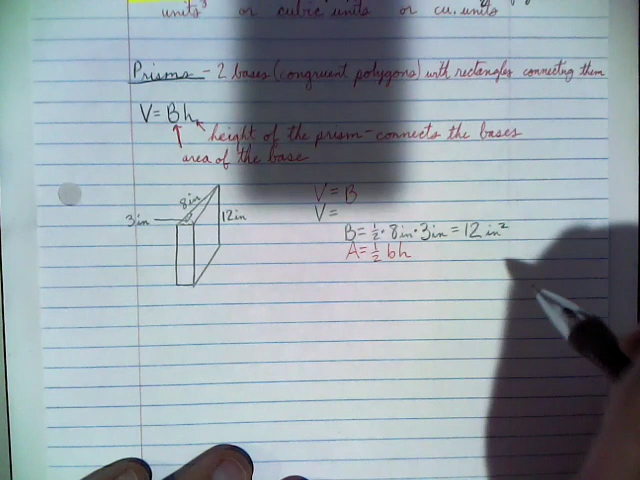 units³ or cubic units or cu. units
Prisms - 2 bases (congruent polygons) with rectangles connecting them
V = Bh
height of the prism - connects the bases
area of the base
8in
3in
12in
V = B
V =
B = ½ · 8in · 3in = 12 in²
A = ½ bh